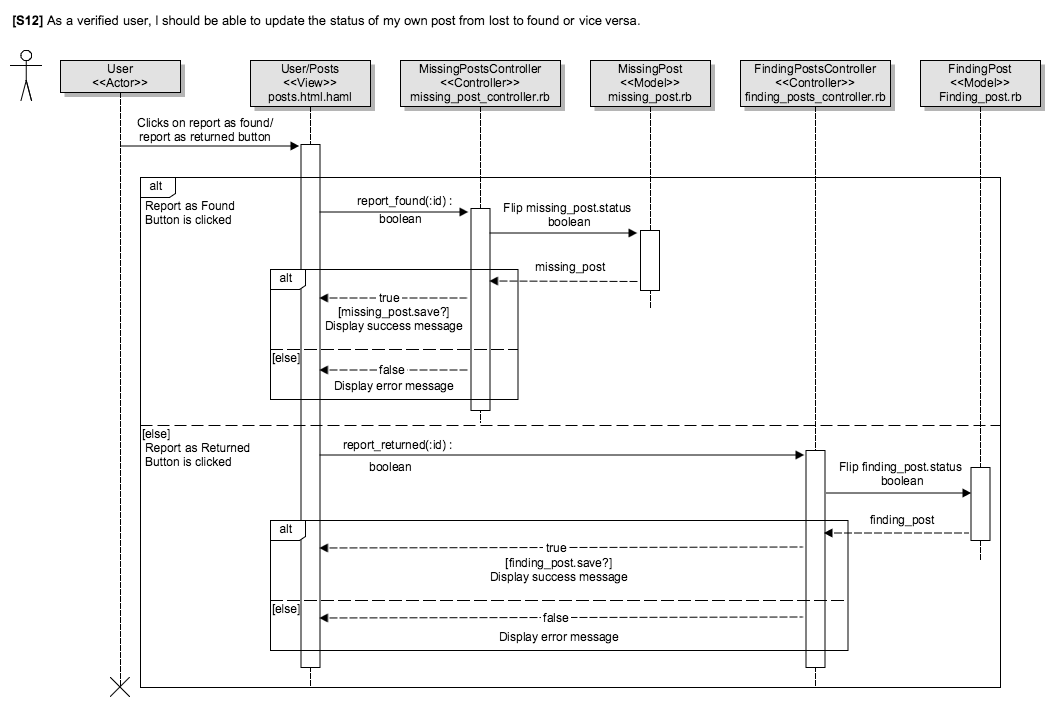 [S12] As a verified user, I should be able to update the status of my own post from lost to found or vice versa.
User
<<Actor>>
User/Posts
<<View>>
posts.html.haml
MissingPostsController
<<Controller>>
missing_post_controller.rb
MissingPost
<<Model>>
missing_post.rb
FindingPostsController
<<Controller>>
finding_posts_controller.rb
FindingPost
<<Model>>
Finding_post.rb
Clicks on report as found/
report as returned button
alt
Report as Found
Button is clicked
report_found(:id) :
boolean
Flip missing_post.status
boolean
missing_post
alt
true
[missing_post.save?]
Display success message
[else]
false
Display error message
[else]
Report as Returned
Button is clicked
report_returned(:id) :
boolean
Flip finding_post.status
boolean
finding_post
alt
true
[finding_post.save?]
Display success message
[else]
false
Display error message